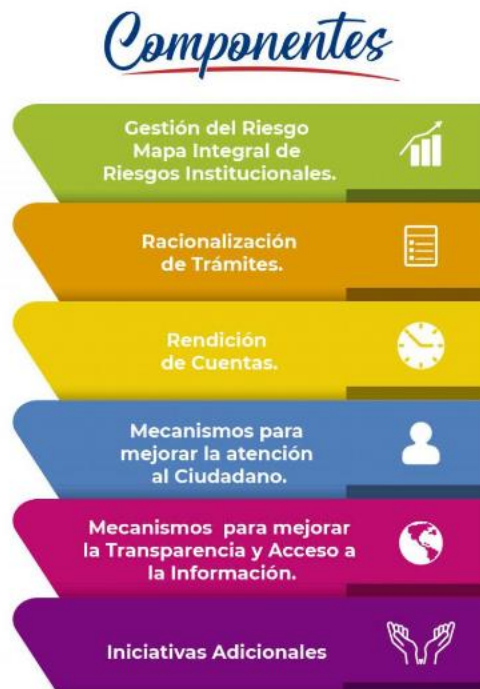 Componentes
Gestión del Riesgo
Mapa Integral de
Riesgos Institucionales.
Racionalización
de Trámites.
Rendición
de Cuentas.
Mecanismos para
mejorar la atención
al Ciudadano.
Mecanismos para mejorar
la Transparencia y Acceso a
la Información.
Iniciativas Adicionales